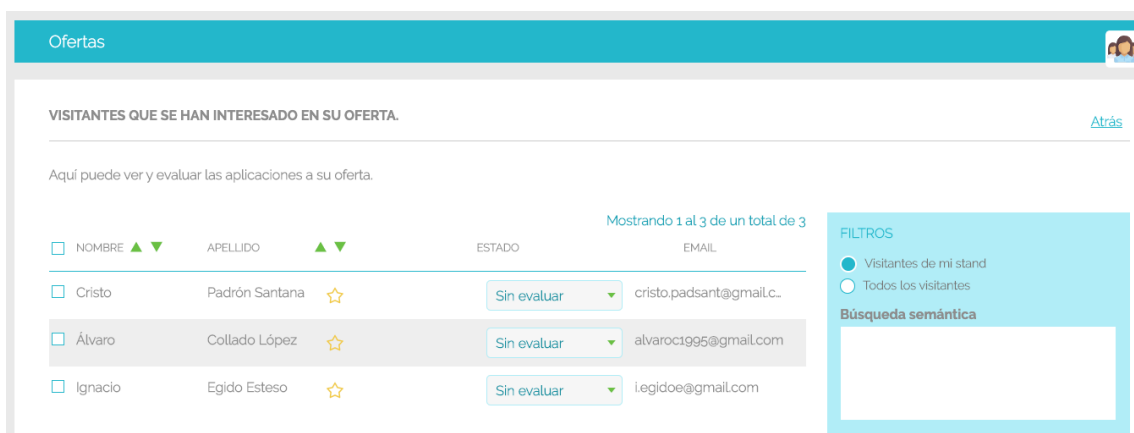 Ofertas
VISITANTES QUE SE HAN INTERESADO EN SU OFERTA.
Atrás
Aquí puede ver y evaluar las aplicaciones a su oferta.
Mostrando 1 al 3 de un total de 3
NOMBRE APELLIDO ESTADO EMAIL
Cristo Padrón Santana Sin evaluar cristo.padsant@gmail.c...
Álvaro Collado López Sin evaluar alvaroc1995@gmail.com
Ignacio Egido Esteso Sin evaluar i.egidoe@gmail.com
FILTROS
Visitantes de mi stand
Todos los visitantes
Búsqueda semántica